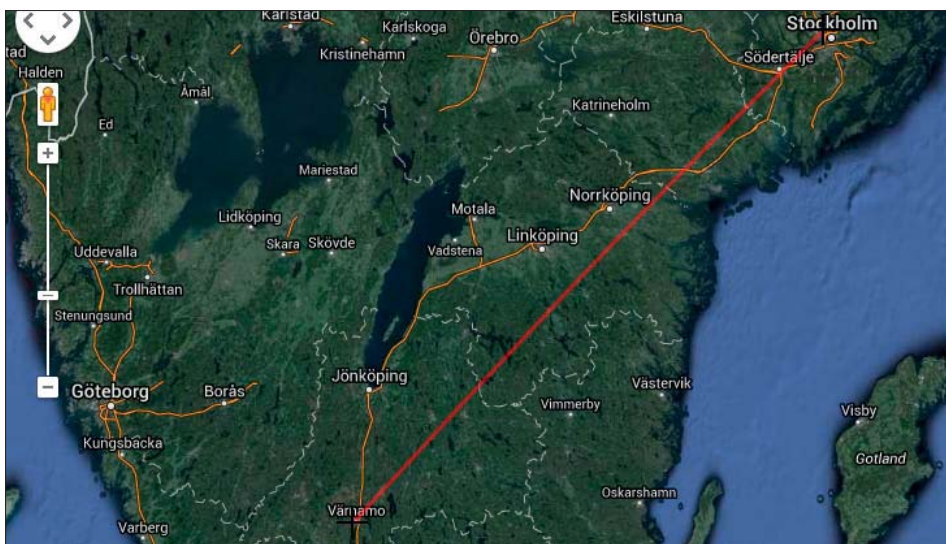 Karlstad
Karlskoga
Örebro
Eskilstuna
Stockholm
Kristinehamn
Södertälje
tad
Halden
Åmål
Katrineholm
Ed
Mariestad
Norrköping
Motala
Lidköping
Linköping
Skara
Skövde
Vadstena
Uddevalla
Trollhättan
Stenungsund
Jönköping
Göteborg
Borås
Västervik
Vimmerby
Visby
Kungsbacka
Gotland
Oskarshamn
Värnamo
Varberg